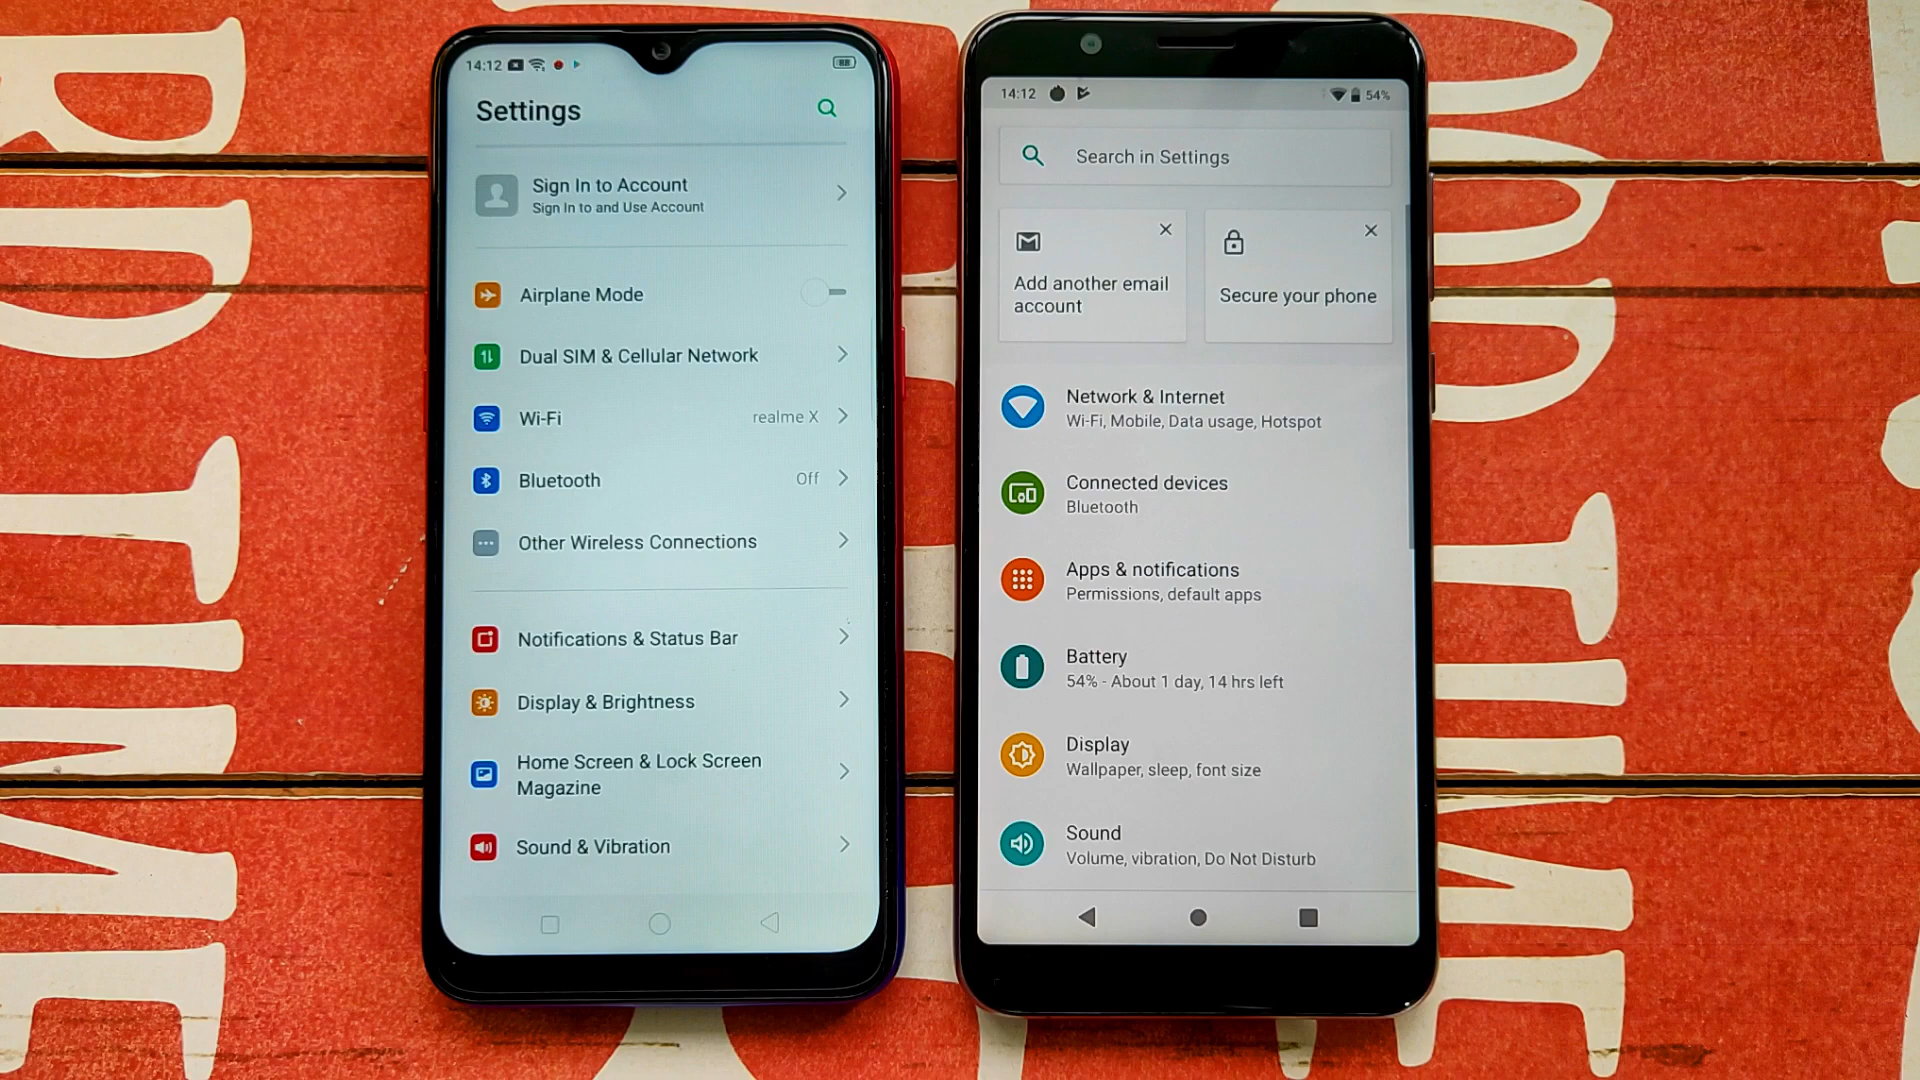 14:12
88
Settings
Sign In to Account
Sign In to and Use Account
Airplane Mode
Dual SIM & Cellular Network
Wi-Fi realme X
Bluetooth Off
Other Wireless Connections
Notifications & Status Bar
Display & Brightness
Home Screen & Lock Screen
Magazine
Sound & Vibration
14:12 54%
Search in Settings
Add another email
account
Secure your phone
Network & Internet
Wi-Fi, Mobile, Data usage, Hotspot
Connected devices
Bluetooth
Apps & notifications
Permissions, default apps
Battery
54% - About 1 day, 14 hrs left
Display
Wallpaper, sleep, font size
Sound
Volume, vibration, Do Not Disturb